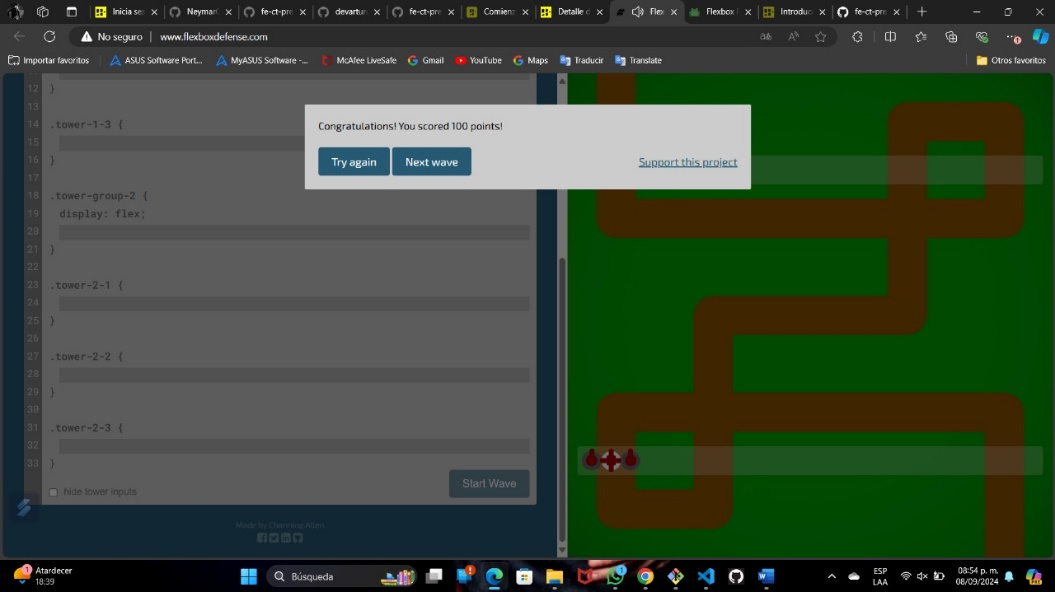 Inicia se
Neymar
fe-ct-pre
devartur
fe-ct-pre
Comienz
Detalle d
Flex
Flexbox
Introduc
fe-ct-pre
No seguro | www.flexboxdefense.com
Importar favoritos
ASUS Software Port...
MyASUS Software -...
McAfee LiveSafe
Gmail
YouTube
Maps
Traducir
Translate
Otros favoritos
12 }
13
14 .tower-1-3 {
15
16 }
17
18 .tower-group-2 {
19 display: flex;
20
21 }
22
23 .tower-2-1 {
24
25 }
26
27 .tower-2-2 {
28
29 }
30
31 .tower-2-3 {
32
33 }
Congratulations! You scored 100 points!
Try again
Next wave
Support this project
hide lower inputs
Start Wave
Made by Channing Allen
1
Atardecer
18:39
Búsqueda
1
ESP
LAA
08:54 p. m.
08/09/2024